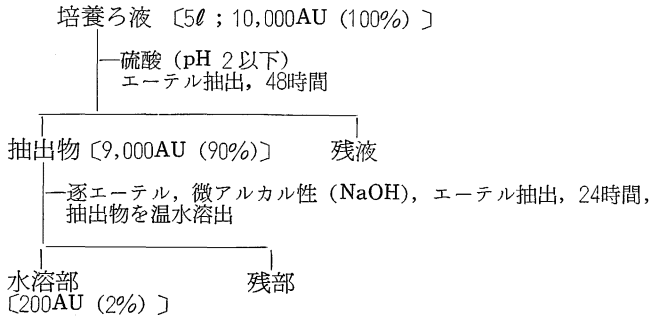 培養ろ液〔5ℓ；10,000AU（100%）〕
硫酸（pH 2以下）
エーテル抽出，48時間
抽出物〔9,000AU（90%）〕 残液
逐エーテル，微アルカル性（NaOH），エーテル抽出，24時間，
抽出物を温水溶出
水溶部 残部
〔200AU（2%）〕